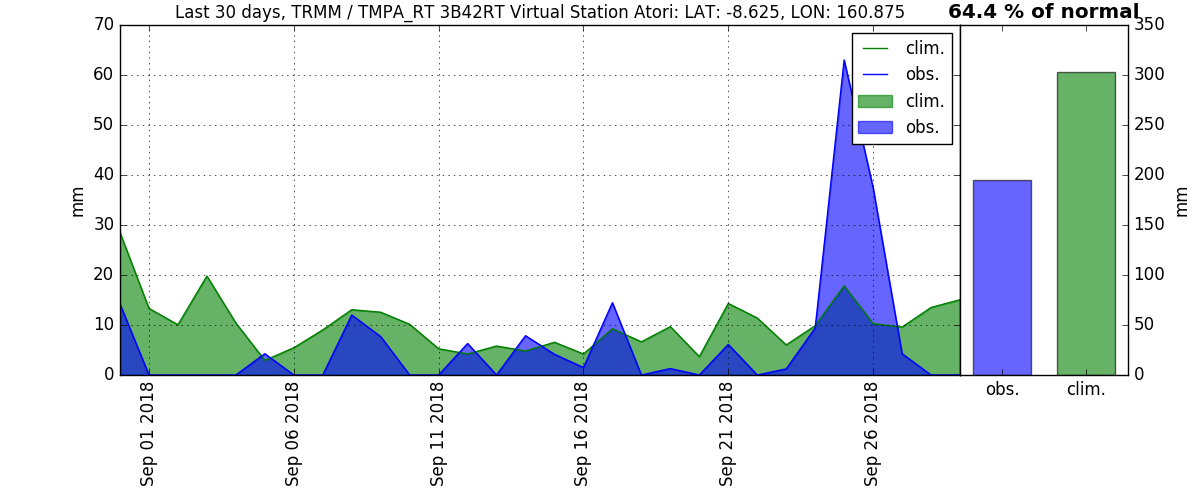 Last 30 days, TRMM / TMPA_RT 3B42RT Virtual Station Atori: LAT: -8.625, LON: 160.875
64.4 % of normal
70
60
50
40
30
20
10
0
mm
clim.
obs.
clim.
obs.
350
300
250
200
150
100
50
0
mm
Sep 01 2018
Sep 06 2018
Sep 11 2018
Sep 16 2018
Sep 21 2018
Sep 26 2018
obs.
clim.